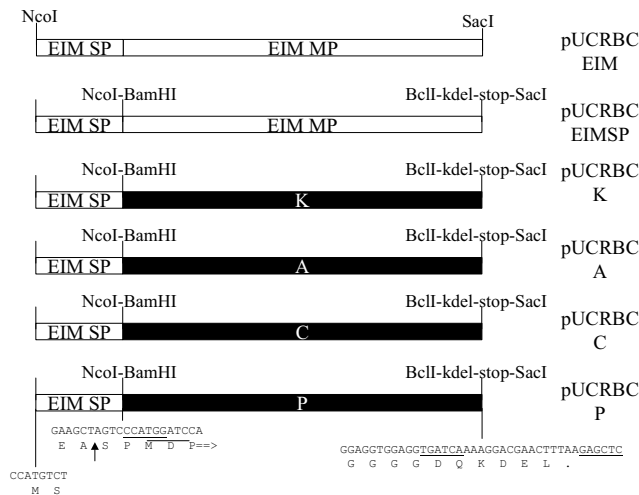 NcoI SacI
EIM SP EIM MP pUCRBC
EIM
NcoI-BamHI BclI-kdel-stop-SacI
EIM SP EIM MP pUCRBC
EIMSP
NcoI-BamHI BclI-kdel-stop-SacI
EIM SP K pUCRBC
K
NcoI-BamHI BclI-kdel-stop-SacI
EIM SP A pUCRBC
A
NcoI-BamHI BclI-kdel-stop-SacI
EIM SP C pUCRBC
C
NcoI-BamHI BclI-kdel-stop-SacI
EIM SP P pUCRBC
P
GAAGCTAGTCCCATGGATCCA
E A S P M D P==>
GGAGGTGGAGGTGATCAAAAGGACGAACTTTAAGAGCTC
G G G G D Q K D E L .
CCATGTCT
M S